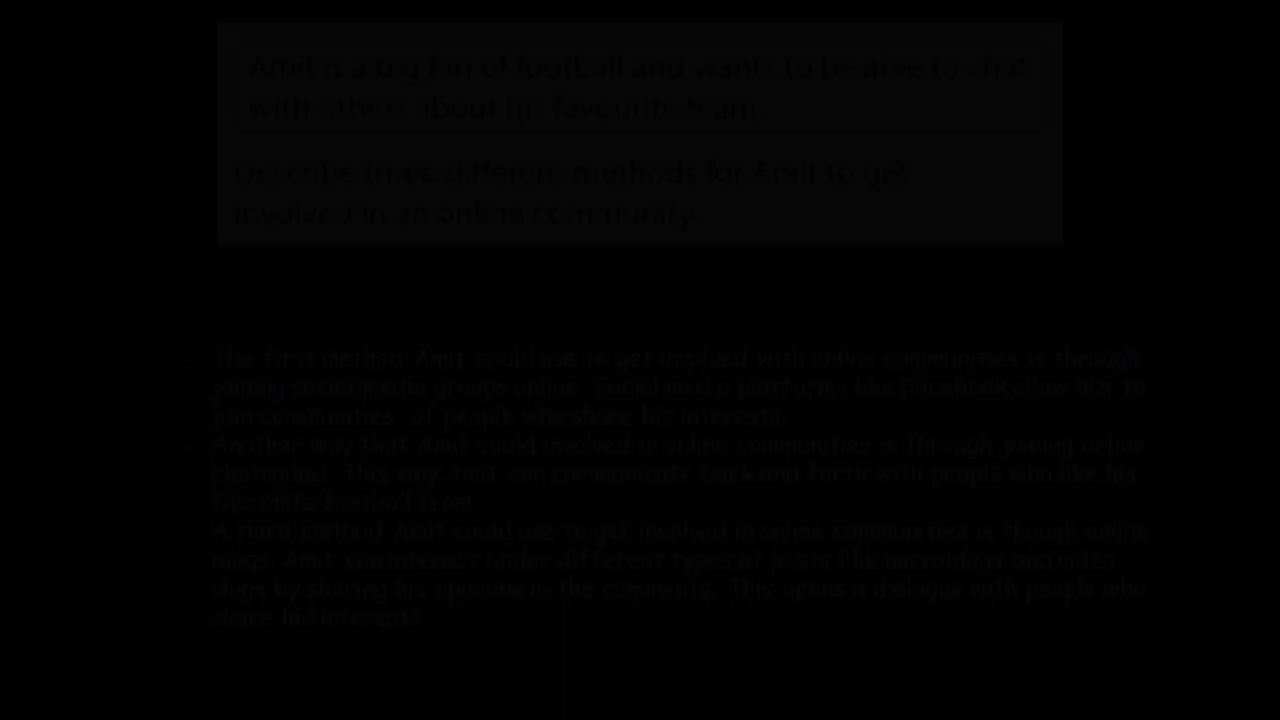 Amit is a big fan of football and wants to be able to chat
with others about his favourite team.
Describe three different methods for Amit to get
involved in an online community.
The first method Amit could use to get involved with online communities is through
joining social media groups online. Social media platforms like Facebook allow him to
join communities of people who share his interests
Another way that Amit could involved in online communities is through joining online
chatrooms. This way Amit can communicate back and forth with people who like his
favourite football team
A third method Amit could use to get involved in online communities is though online
Amit can interact under different types of posts like microblogs and video
vlogs by sharing his opinions in the comments. This opens a dialogue with people who
share his interests